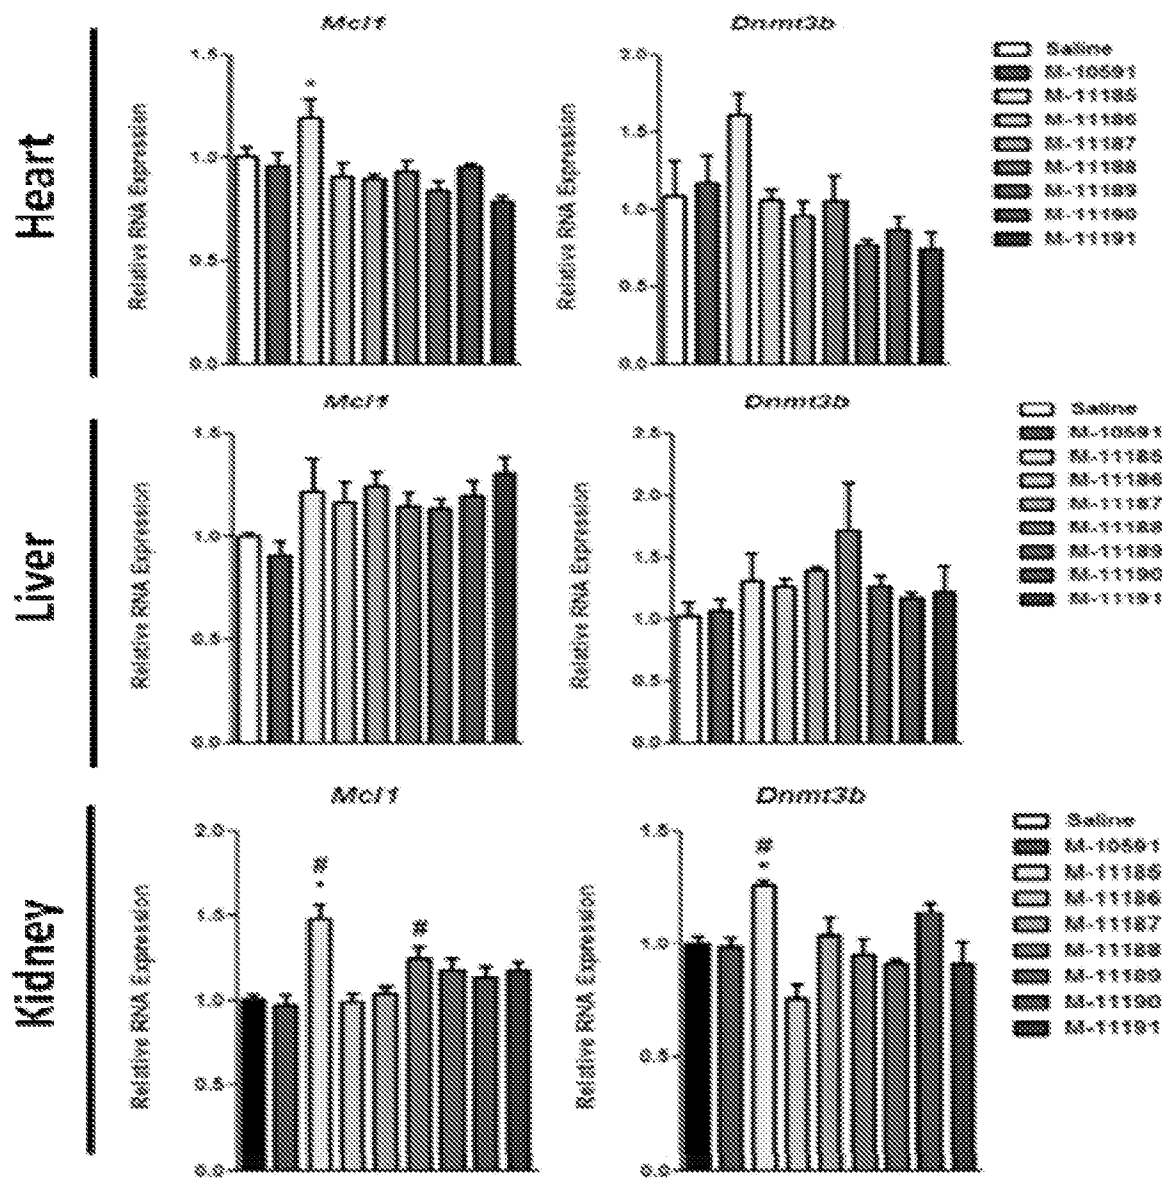 Heart
Mcl1
Relative RNA Expression
1.5
1.0
0.5
0.0
*
Dnmt3b
Relative RNA Expression
2.0
1.5
1.0
0.5
0.0
Saline
M-10591
M-11185
M-11186
M-11187
M-11188
M-11189
M-11190
M-11191
Liver
Mcl1
Relative RNA Expression
1.5
1.0
0.5
0.0
Dnmt3b
Relative RNA Expression
2.5
2.0
1.5
1.0
0.5
0.0
Saline
M-10591
M-11185
M-11186
M-11187
M-11188
M-11189
M-11190
M-11191
Kidney
Mcl1
Relative RNA Expression
2.0
1.5
1.0
0.5
0.0
#
*
#
Dnmt3b
Relative RNA Expression
1.5
1.0
0.5
0.0
#
*
Saline
M-10591
M-11185
M-11186
M-11187
M-11188
M-11189
M-11190
M-11191